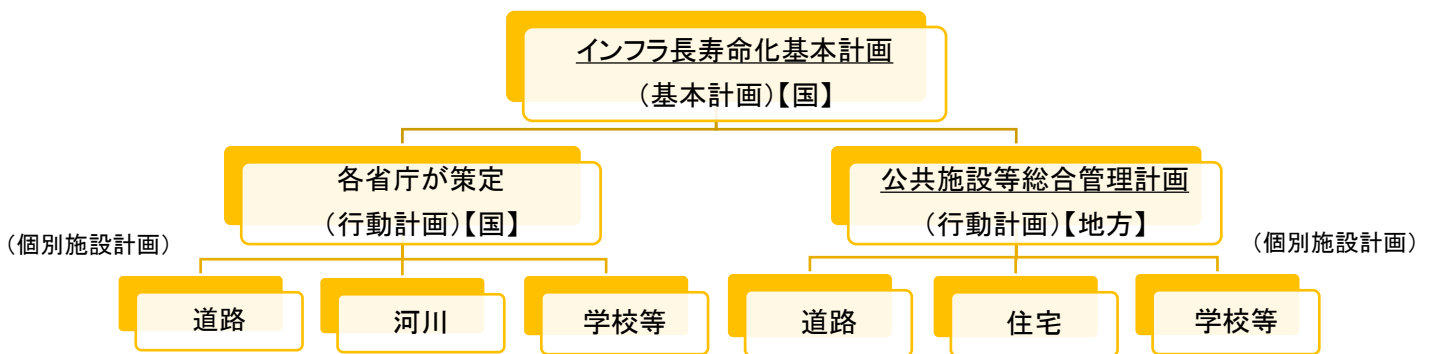 インフラ長寿命化基本計画
（基本計画）【国】
各省庁が策定
（行動計画）【国】
公共施設等総合管理計画
（行動計画）【地方】
（個別施設計画）
（個別施設計画）
道路
河川
学校等
道路
住宅
学校等